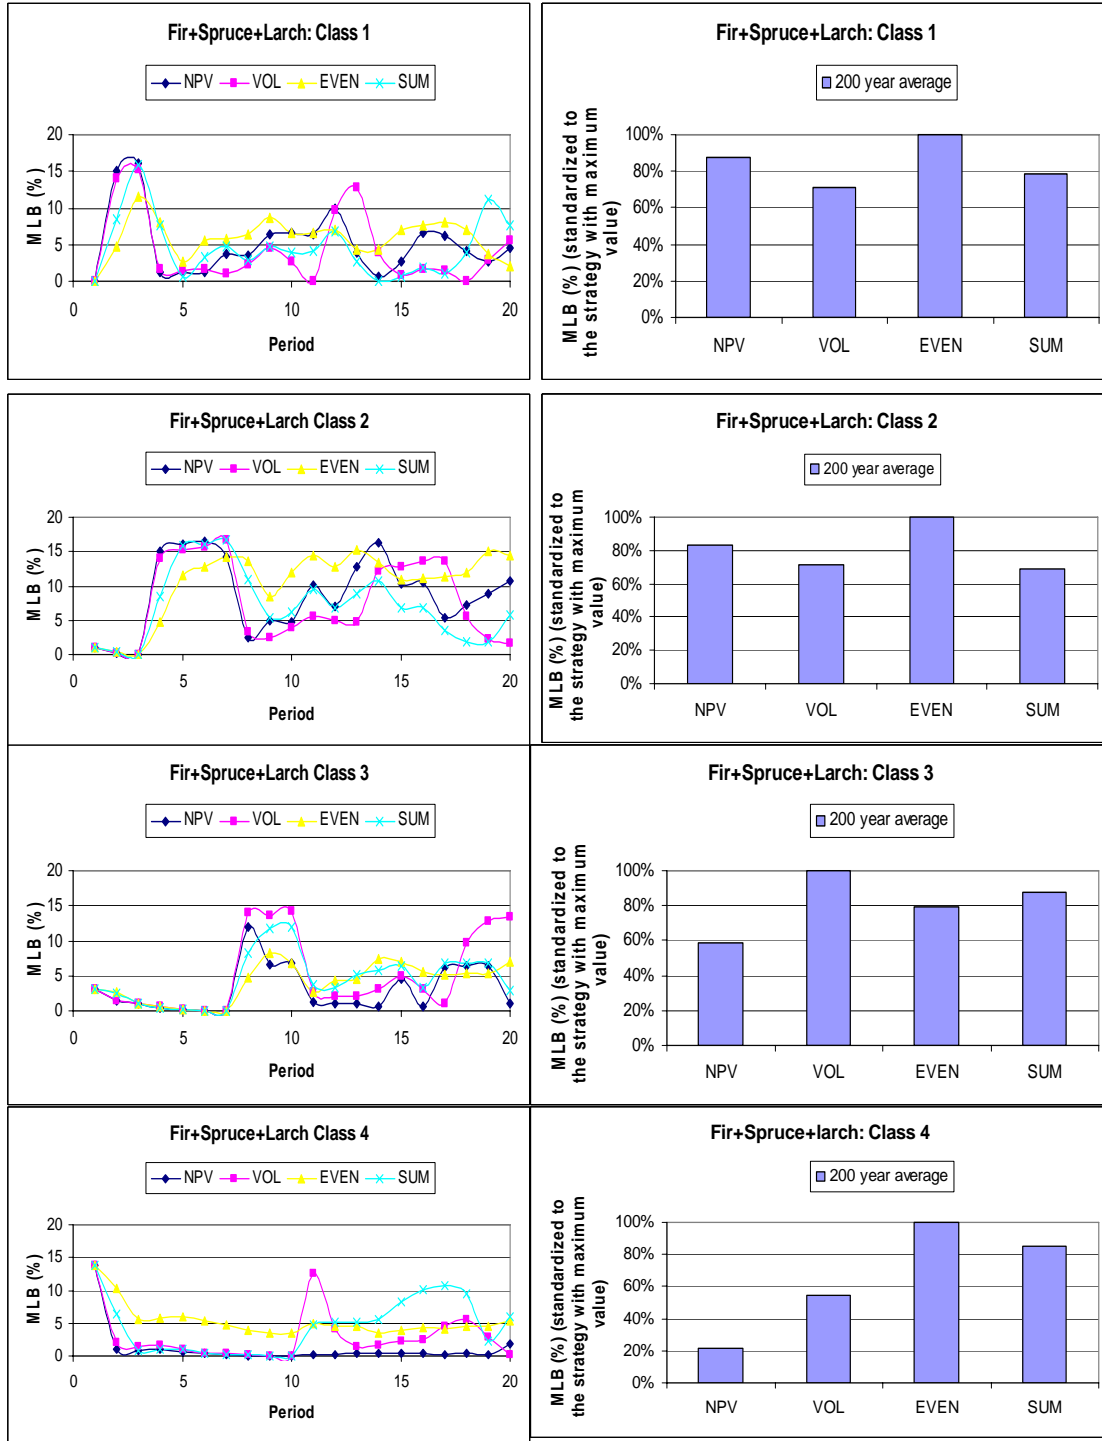 Fir+Spruce+Larch: Class 1
NPV VOL EVEN SUM
MLB (%)
20
15
10
5
0
0 5 10 15 20
Period
Fir+Spruce+Larch: Class 1
200 year average
MLB (%) (standardized to
the strategy with maximum
value)
100%
80%
60%
40%
20%
0%
NPV VOL EVEN SUM
Fir+Spruce+Larch Class 2
NPV VOL EVEN SUM
MLB (%)
20
15
10
5
0
0 5 10 15 20
Period
Fir+Spruce+Larch: Class 2
200 year average
MLB (%) (standardized to
the strategy with maximum
value)
100%
80%
60%
40%
20%
0%
NPV VOL EVEN SUM
Fir+Spruce+Larch Class 3
NPV VOL EVEN SUM
MLB (%)
20
15
10
5
0
0 5 10 15 20
Period
Fir+Spruce+Larch: Class 3
200 year average
MLB (%) (standardized to
the strategy with maximum
value)
100%
80%
60%
40%
20%
0%
NPV VOL EVEN SUM
Fir+Spruce+Larch Class 4
NPV VOL EVEN SUM
MLB (%)
20
15
10
5
0
0 5 10 15 20
Period
Fir+Spruce+larch: Class 4
200 year average
MLB (%) (standardized to
the strategy with maximum
value)
100%
80%
60%
40%
20%
0%
NPV VOL EVEN SUM